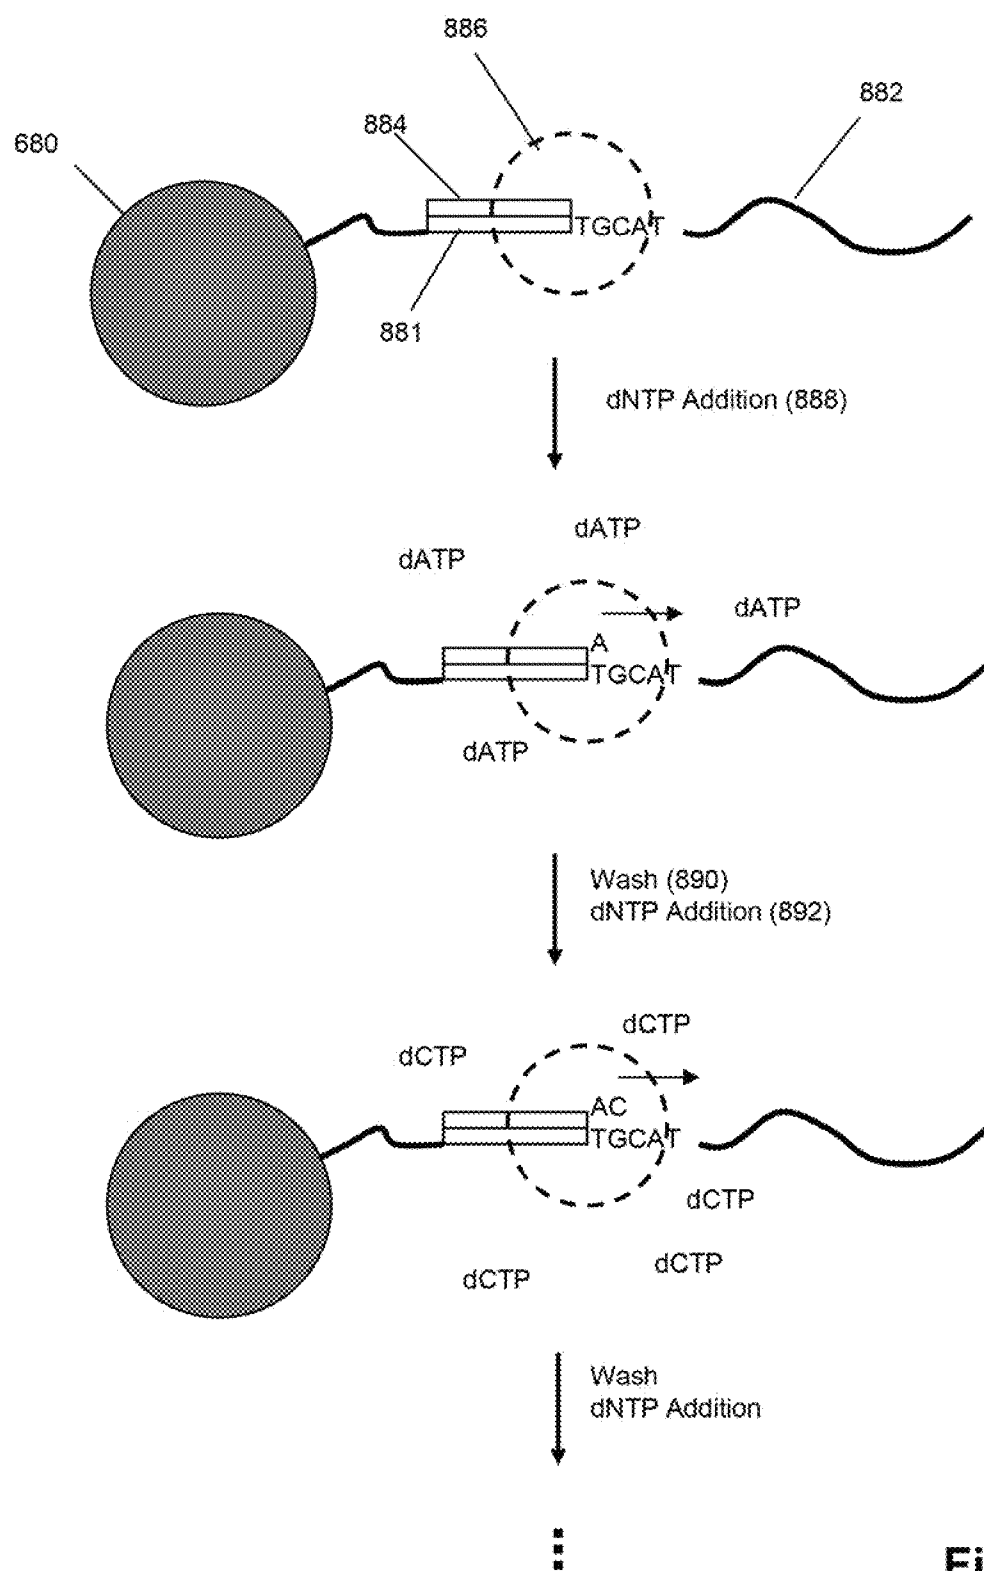 886
882
884
680
TGCAT
881
dNTP Addition (888)
dATP
dATP
dATP
A
TGCAT
dATP
Wash (890)
dNTP Addition (892)
dCTP
dCTP
AC
TGCAT
dCTP
dCTP
dCTP
Wash
dNTP Addition